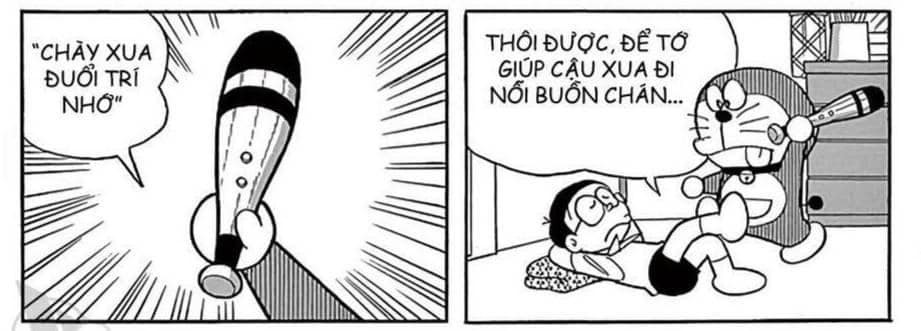 "CHÀY XUA
ĐUỔI TRÍ
NHỚ"
THÔI ĐƯỢC, ĐỂ TỚ
GIÚP CẬU XUA ĐI
NỖI BUỒN CHÁN...